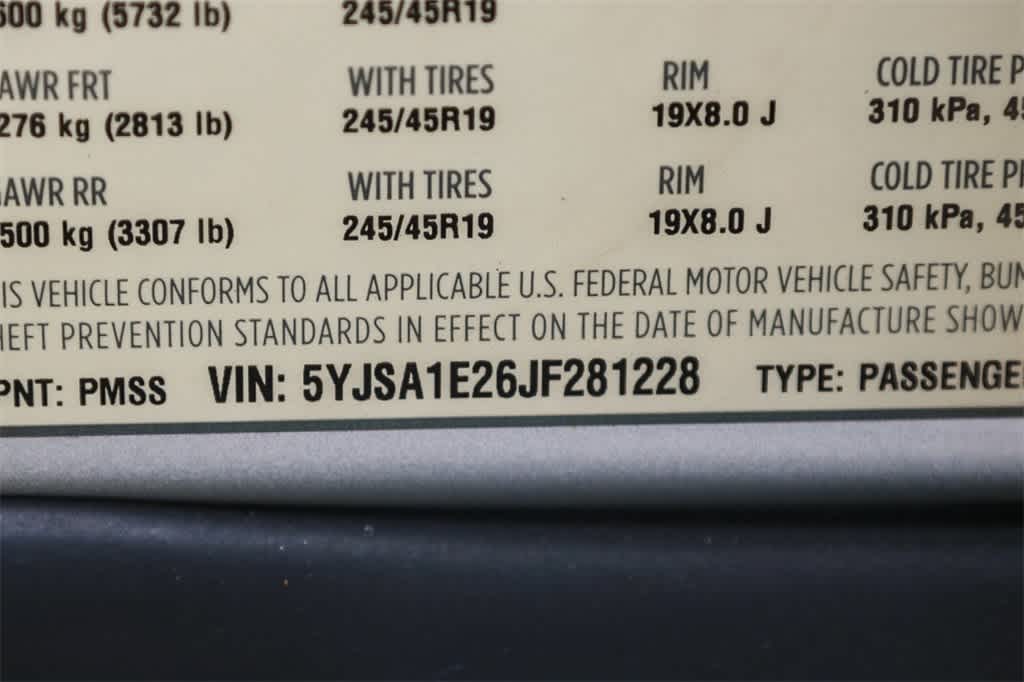 600 kg (5732 lb) 245/45R19
AWR FRT WITH TIRES RIM COLD TIRE P
276 kg (2813 lb) 245/45R19 19X8.0 J 310 kPa, 45
AWR RR WITH TIRES RIM COLD TIRE PR
500 kg (3307 lb) 245/45R19 19X8.0 J 310 kPa, 45
IS VEHICLE CONFORMS TO ALL APPLICABLE U.S. FEDERAL MOTOR VEHICLE SAFETY, BUM
HEFT PREVENTION STANDARDS IN EFFECT ON THE DATE OF MANUFACTURE SHOW
PNT: PMSS VIN: 5YJSA1E26JF281228 TYPE: PASSENGE